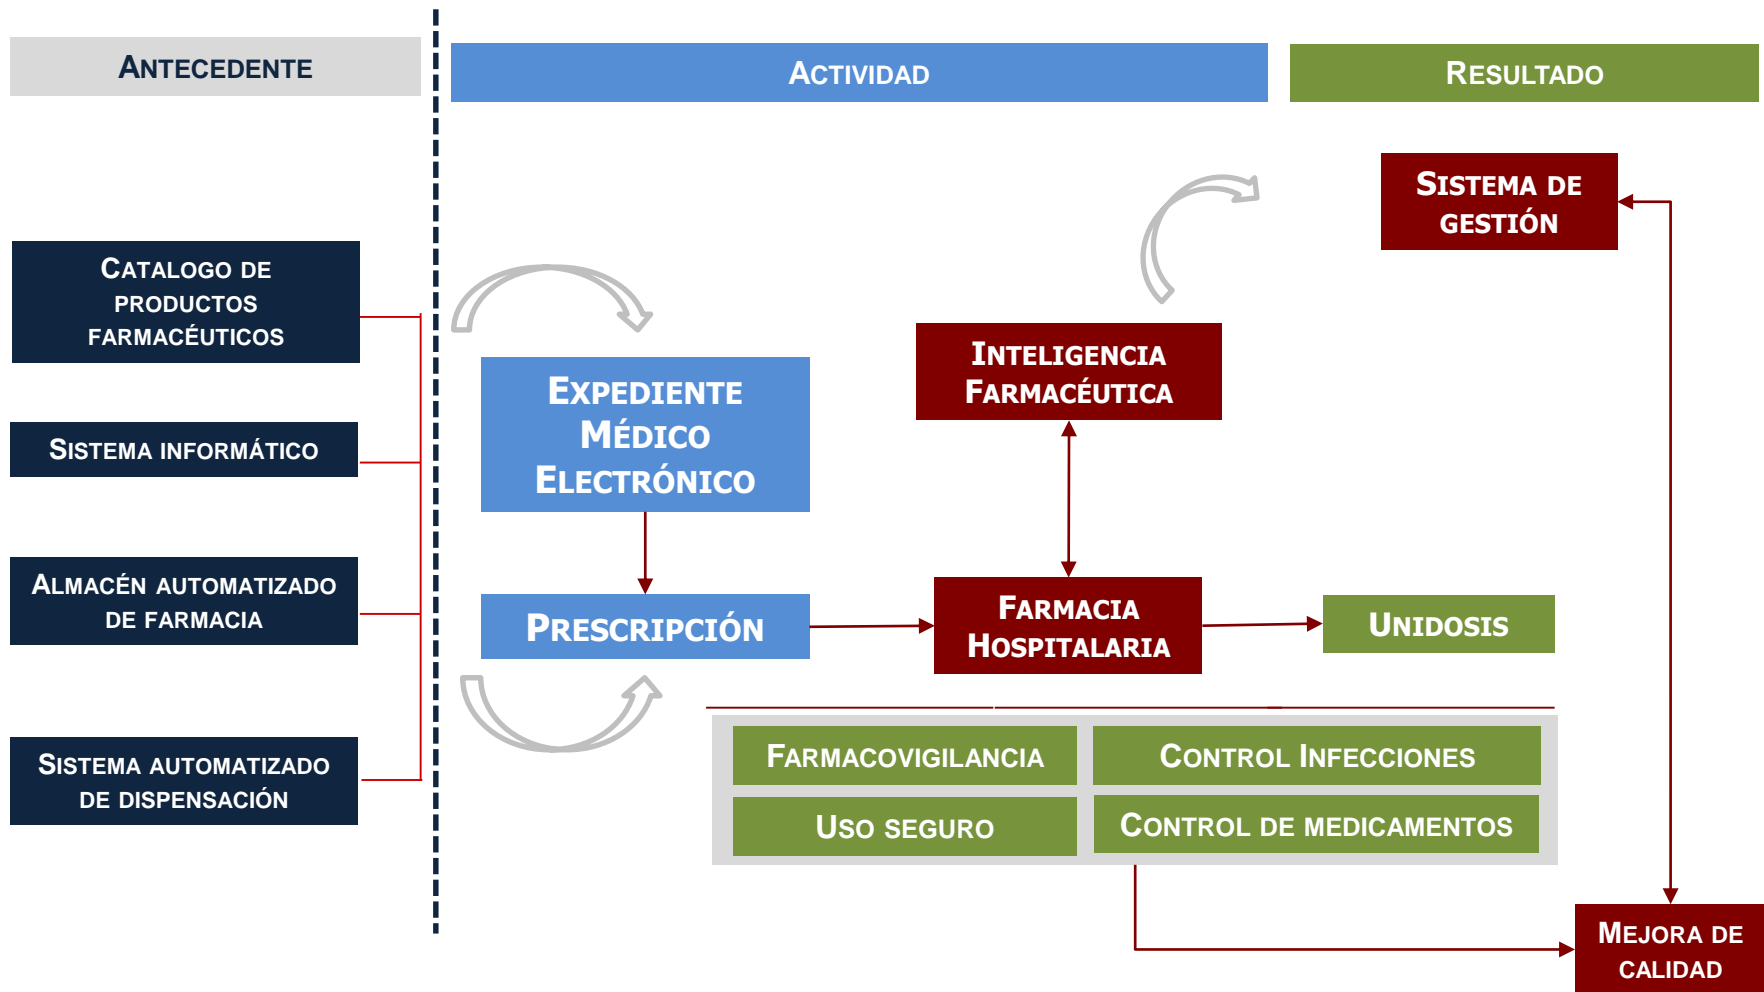 ANTECEDENTE
ACTIVIDAD
RESULTADO
CATALOGO DE
PRODUCTOS
FARMACÉUTICOS
SISTEMA INFORMÁTICO
ALMACÉN AUTOMATIZADO
DE FARMACIA
SISTEMA AUTOMATIZADO
DE DISPENSACIÓN
EXPEDIENTE
MÉDICO
ELECTRÓNICO
PRESCRIPCIÓN
INTELIGENCIA
FARMACÉUTICA
FARMACIA
HOSPITALARIA
SISTEMA DE
GESTIÓN
UNIDOSIS
FARMACOVIGILANCIA
CONTROL INFECCIONES
USO SEGURO
CONTROL DE MEDICAMENTOS
MEJORA DE
CALIDAD